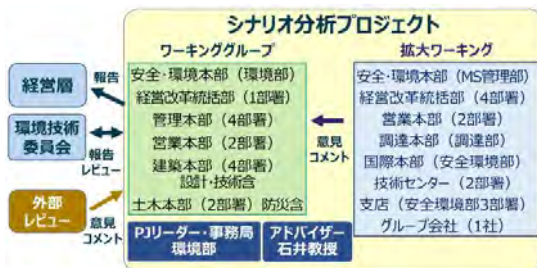 シナリオ分析プロジェクト
ワーキンググループ
安全・環境本部（環境部）
経営改革統括部（1部署）
管理本部（4部署）
営業本部（2部署）
建築本部（4部署）
設計・技術含
土木本部（2部署）防災含
PJリーダー・事務局
環境部
アドバイザー
石井教授
拡大ワーキング
安全・環境本部（MS管理部）
経営改革統括部（4部署）
営業本部（2部署）
調達本部（調達部）
国際本部（安全環境部）
技術センター（2部署）
支店（安全環境部3部署）
グループ会社（1社）
意見
コメント
経営層
報告
環境技術
委員会
報告
レビュー
外部
レビュー
意見
コメント